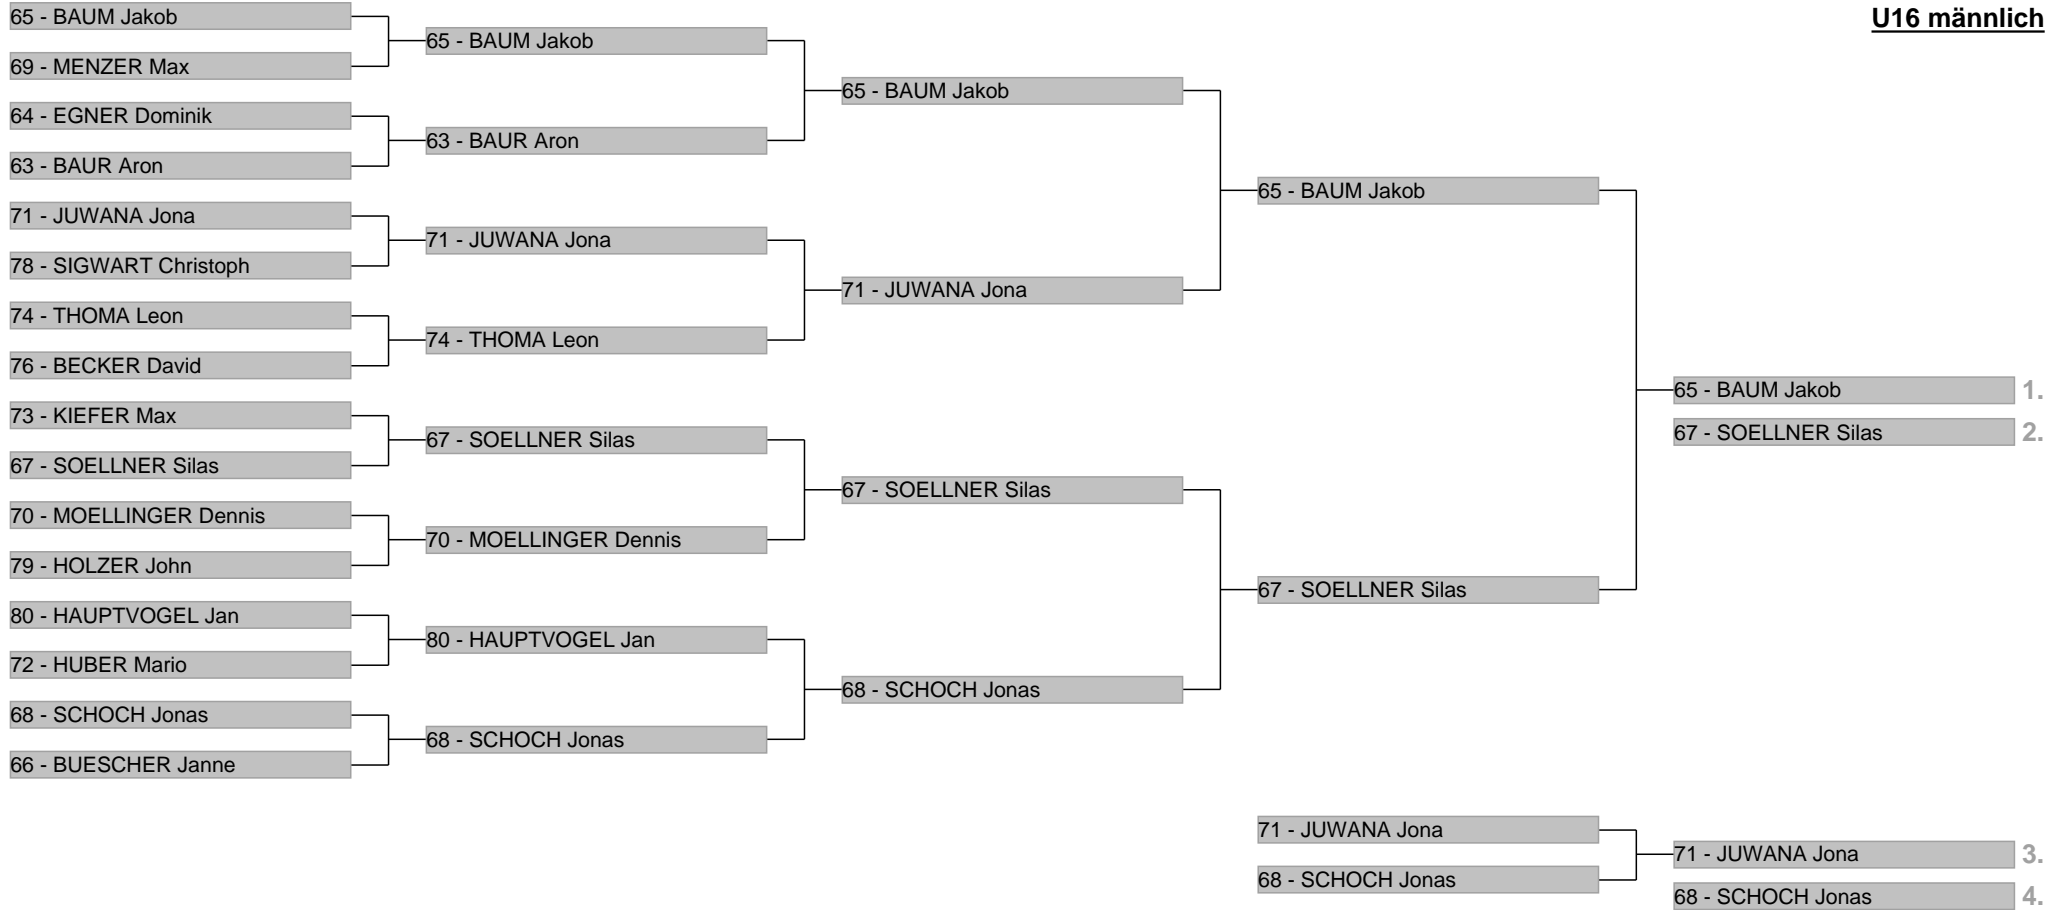 U16 männlich
65 - BAUM Jakob
69 - MENZER Max
64 - EGNER Dominik
63 - BAUR Aron
71 - JUWANA Jona
78 - SIGWART Christoph
74 - THOMA Leon
76 - BECKER David
73 - KIEFER Max
67 - SOELLNER Silas
70 - MOELLINGER Dennis
79 - HOLZER John
80 - HAUPTVOGEL Jan
72 - HUBER Mario
68 - SCHOCH Jonas
66 - BUESCHER Janne
65 - BAUM Jakob
63 - BAUR Aron
71 - JUWANA Jona
74 - THOMA Leon
67 - SOELLNER Silas
70 - MOELLINGER Dennis
80 - HAUPTVOGEL Jan
68 - SCHOCH Jonas
65 - BAUM Jakob
71 - JUWANA Jona
67 - SOELLNER Silas
68 - SCHOCH Jonas
65 - BAUM Jakob
67 - SOELLNER Silas
65 - BAUM Jakob 1.
67 - SOELLNER Silas 2.
71 - JUWANA Jona
68 - SCHOCH Jonas
71 - JUWANA Jona 3.
68 - SCHOCH Jonas 4.